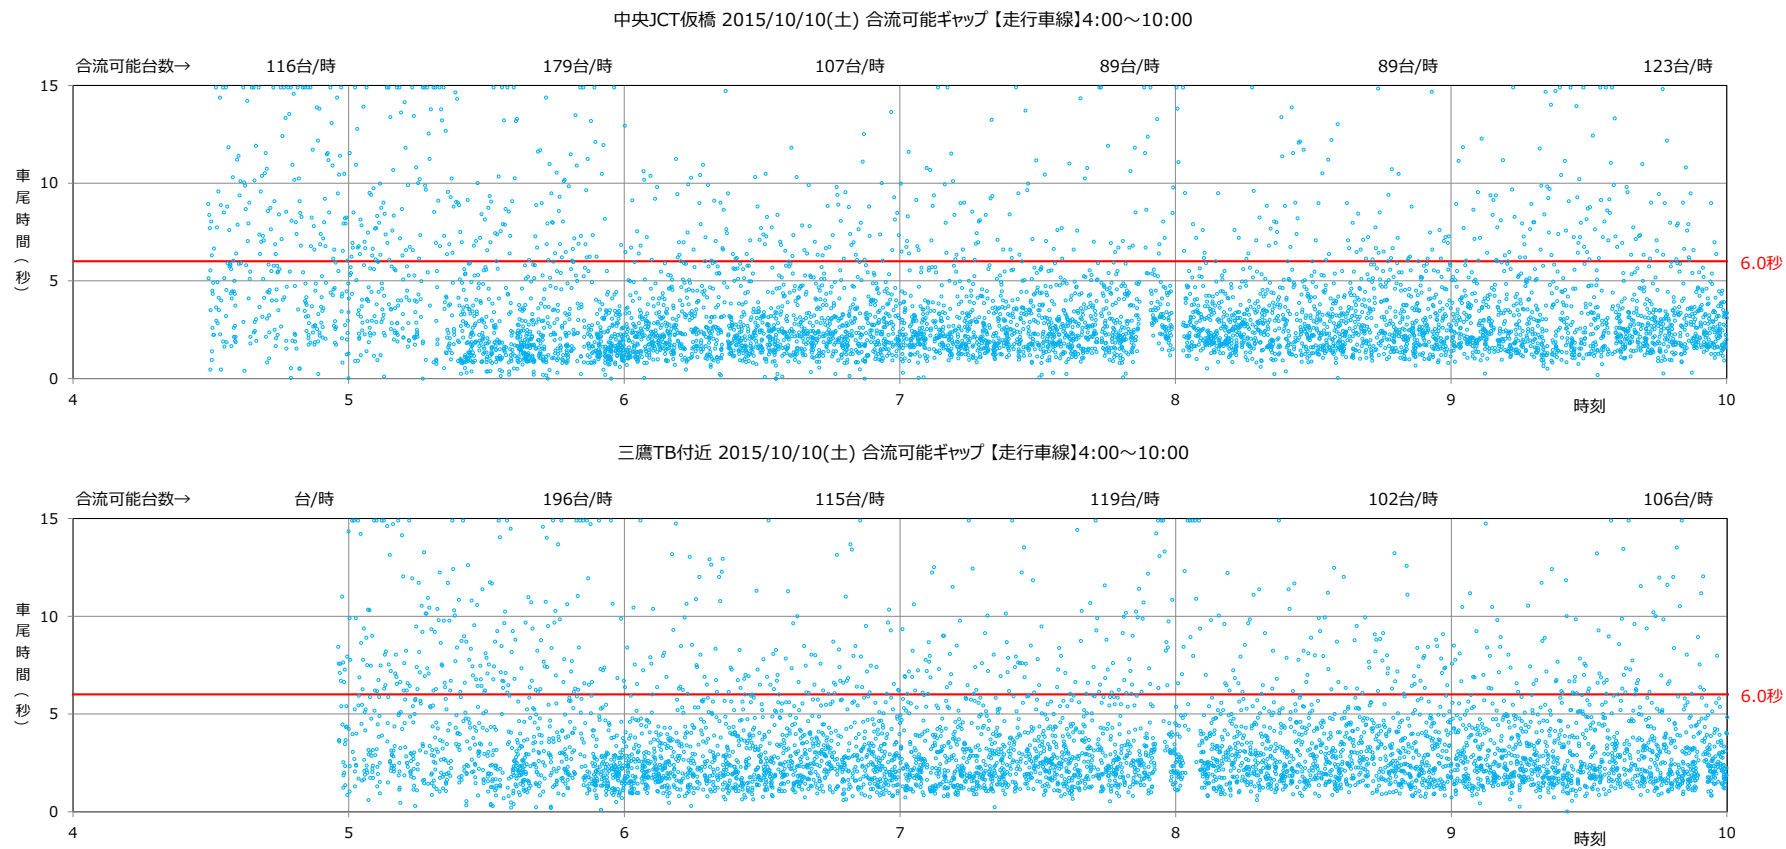 中央JCT仮橋 2015/10/10(土) 合流可能ギャップ【走行車線】4:00～10:00
合流可能台数→ 116台/時 179台/時 107台/時 89台/時 89台/時 123台/時
15
10
5
0
車尾時間（秒）
6.0秒
4 5 6 7 8 9 10
時刻
三鷹TB付近 2015/10/10(土) 合流可能ギャップ【走行車線】4:00～10:00
合流可能台数→ 台/時 196台/時 115台/時 119台/時 102台/時 106台/時
15
10
5
0
車尾時間（秒）
6.0秒
4 5 6 7 8 9 10
時刻